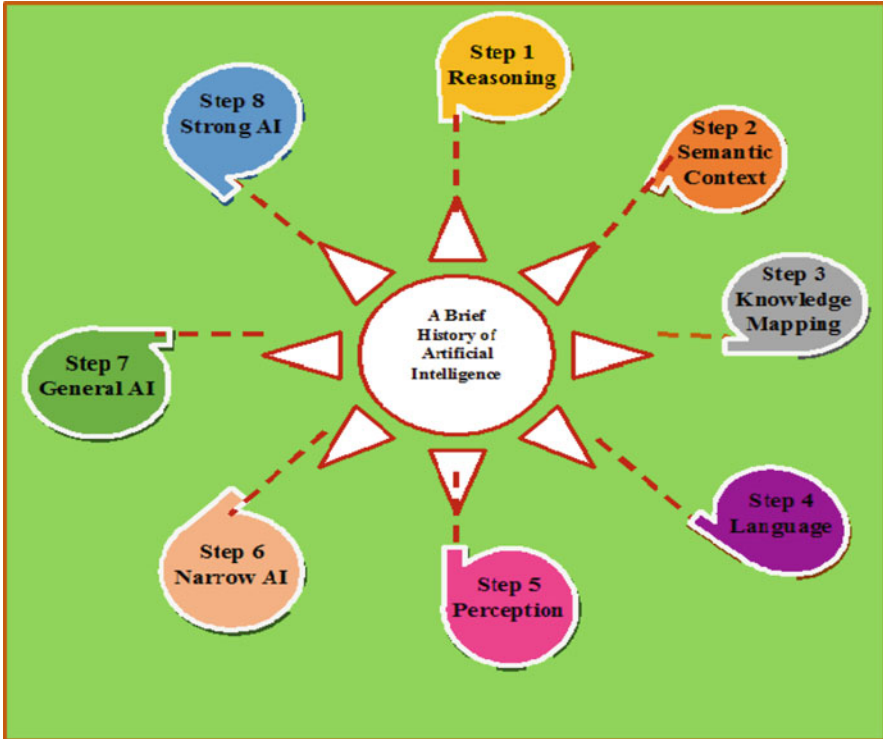 A Brief
History of
Artificial
Intelligence
Step 1
Reasoning
Step 2
Semantic
Context
Step 3
Knowledge
Mapping
Step 4
Language
Step 5
Perception
Step 6
Narrow AI
Step 7
General AI
Step 8
Strong AI